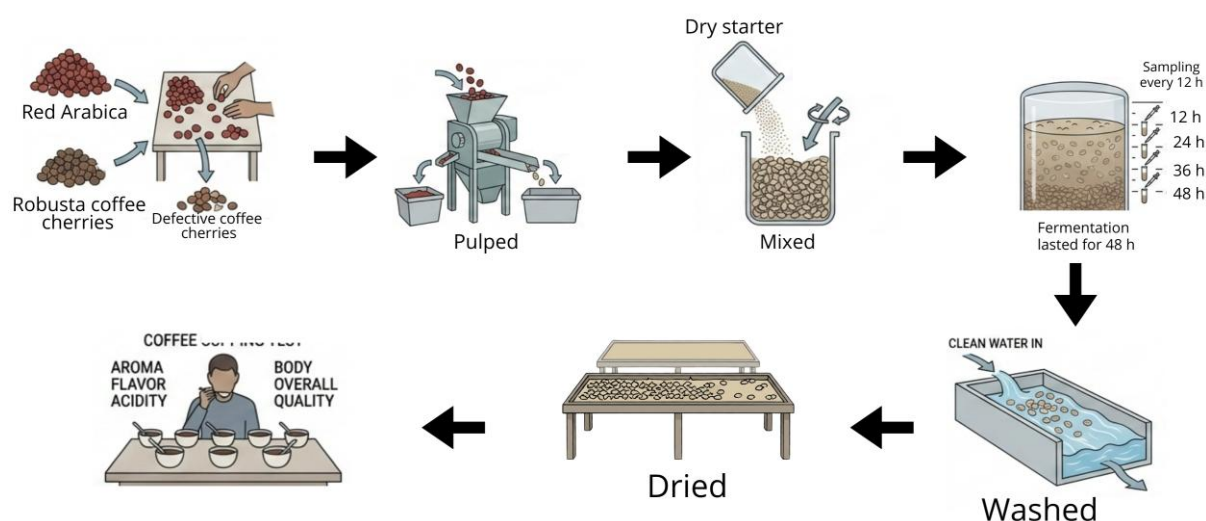 Red Arabica
Robusta coffee
cherries
Defective coffee
cherries
Pulped
Dry starter
Mixed
Sampling
every 12 h
12 h
24 h
36 h
48 h
Fermentation
lasted for 48 h
CLEAN WATER IN
Washed
Dried
COFFEE
AROMA
FLAVOR
ACIDITY
BODY
OVERALL
QUALITY